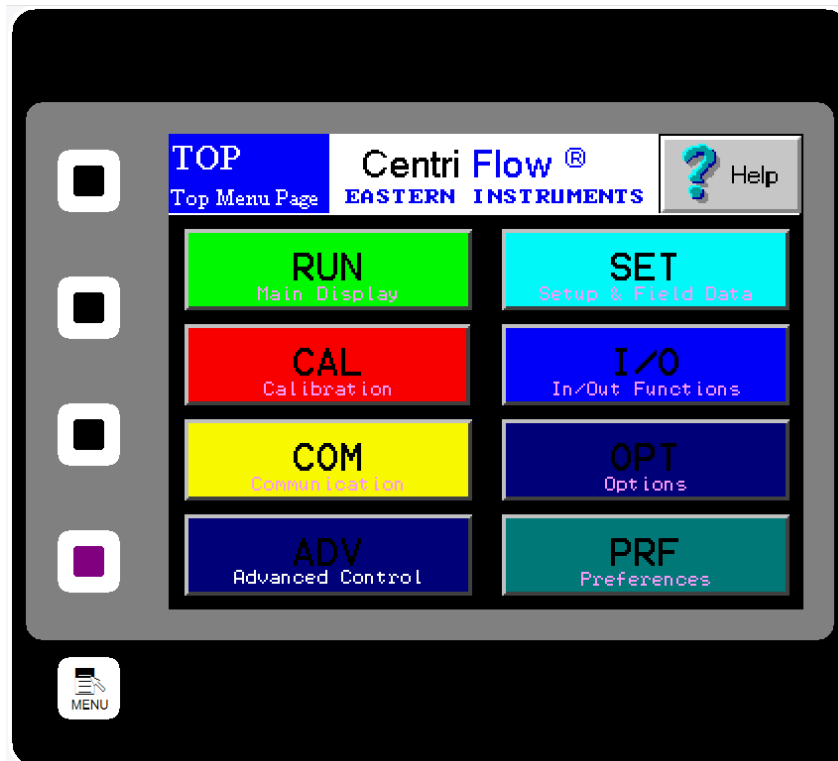 TOP
Top Menu Page
Centri Flow ®
EASTERN INSTRUMENTS
Help
RUN
Main Display
SET
Setup & Field Data
CAL
Calibration
I/O
In/Out Functions
COM
Communication
OPT
Options
ADV
Advanced Control
PRF
Preferences
MENU